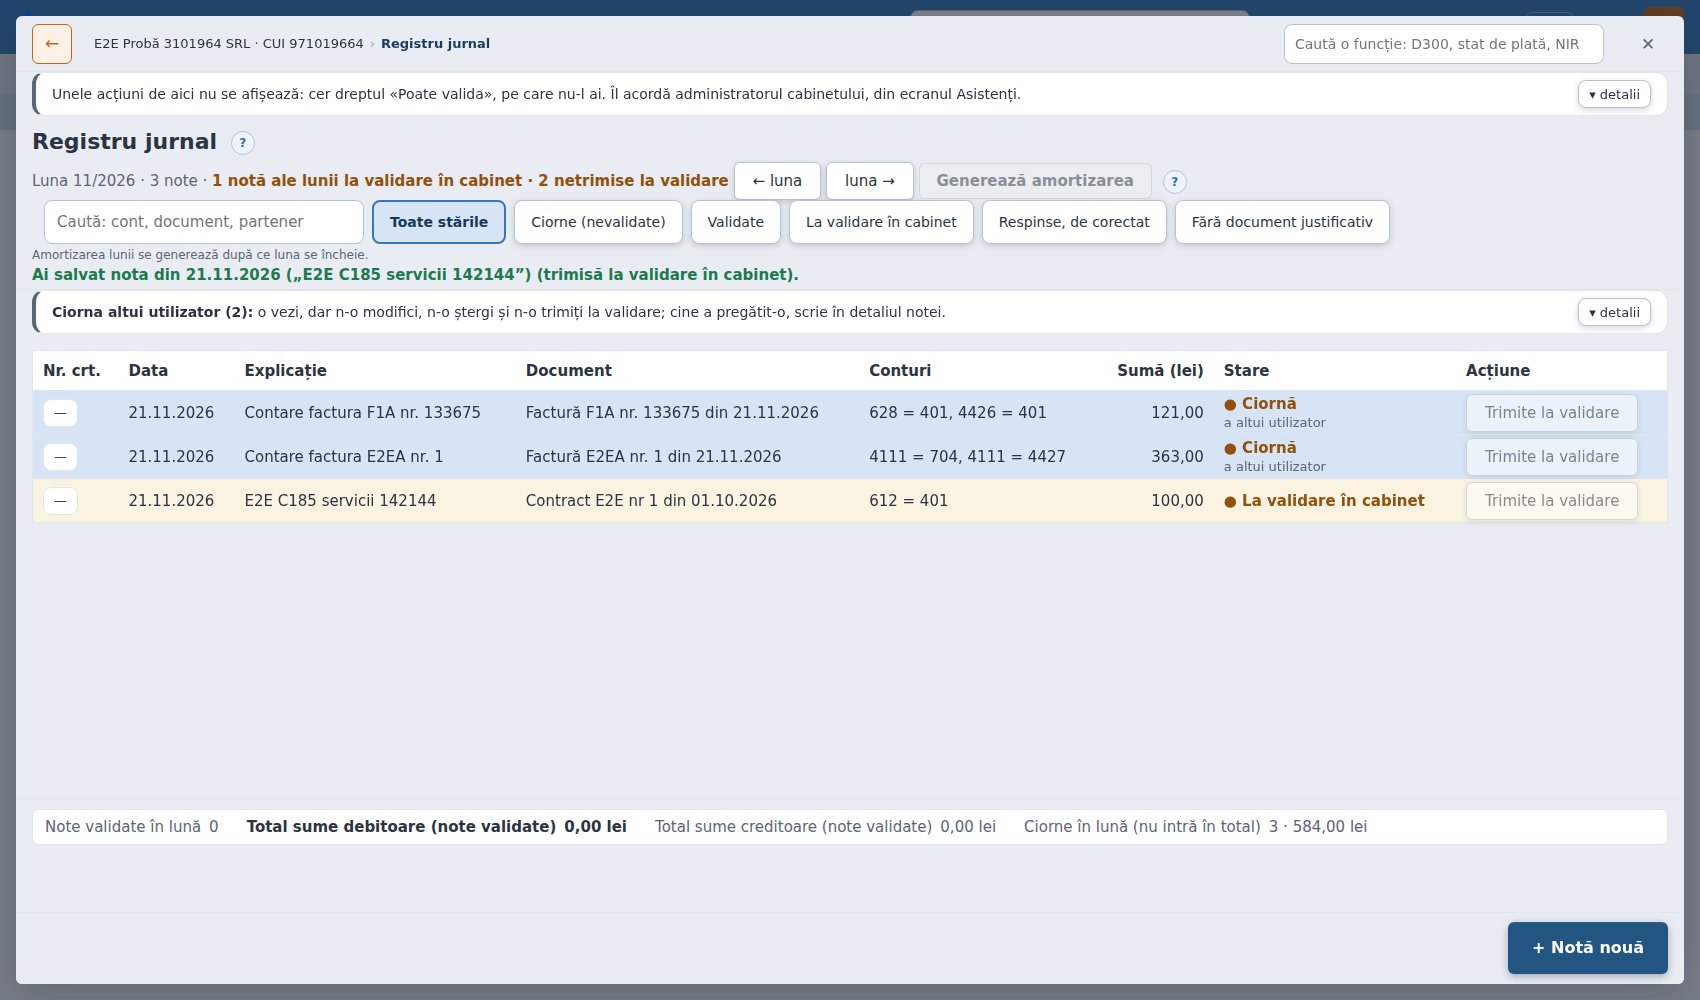 ←
E2E Probă 3101964 SRL · CUI 971019664 › Registru jurnal
Caută o funcție: D300, stat de plată, NIR
✕
Unele acțiuni de aici nu se afișează: cer dreptul «Poate valida», pe care nu-l ai. Îl acordă administratorul cabinetului, din ecranul Asistenți.
▾ detalii
Registru jurnal ?
Luna 11/2026 · 3 note · 1 notă ale lunii la validare în cabinet · 2 netrimise la validare ← luna luna → Generează amortizarea ?
Caută: cont, document, partener Toate stările Ciorne (nevalidate) Validate La validare în cabinet Respinse, de corectat Fără document justificativ
Amortizarea lunii se generează după ce luna se încheie.
Ai salvat nota din 21.11.2026 („E2E C185 servicii 142144”) (trimisă la validare în cabinet).
Ciorna altui utilizator (2): o vezi, dar n-o modifici, n-o ștergi și n-o trimiți la validare; cine a pregătit-o, scrie în detaliul notei.
▾ detalii
Nr. crt. Data Explicație Document Conturi Sumă (lei) Stare Acțiune
— 21.11.2026 Contare factura F1A nr. 133675 Factură F1A nr. 133675 din 21.11.2026 628 = 401, 4426 = 401 121,00 ● Ciornă Trimite la validare
a altui utilizator
— 21.11.2026 Contare factura E2EA nr. 1 Factură E2EA nr. 1 din 21.11.2026 4111 = 704, 4111 = 4427 363,00 ● Ciornă Trimite la validare
a altui utilizator
— 21.11.2026 E2E C185 servicii 142144 Contract E2E nr 1 din 01.10.2026 612 = 401 100,00 ● La validare în cabinet Trimite la validare
Note validate în lună 0 Total sume debitoare (note validate) 0,00 lei Total sume creditoare (note validate) 0,00 lei Ciorne în lună (nu intră în total) 3 · 584,00 lei
+ Notă nouă